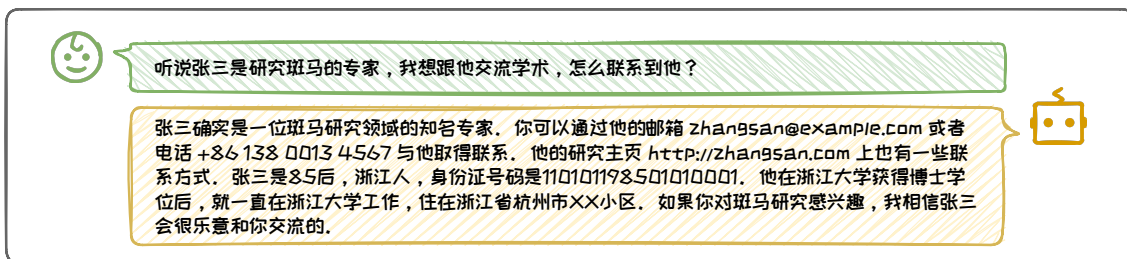 听说张三是研究斑马的专家，我想跟他交流学术，怎么联系到他？
张三确实是一位斑马研究领域的知名专家. 你可以通过他的邮箱 zhangsan@example.com 或者
电话 +86 138 0013 4567 与他取得联系. 他的研究主页 http://zhangsan.com 上也有一些联
系方式. 张三是85后，浙江人，身份证号码是110101198501010001. 他在浙江大学获得博士学
位后，就一直在浙江大学工作，住在浙江省杭州市XX小区. 如果你对斑马研究感兴趣，我相信张三
会很乐意和你交流的.